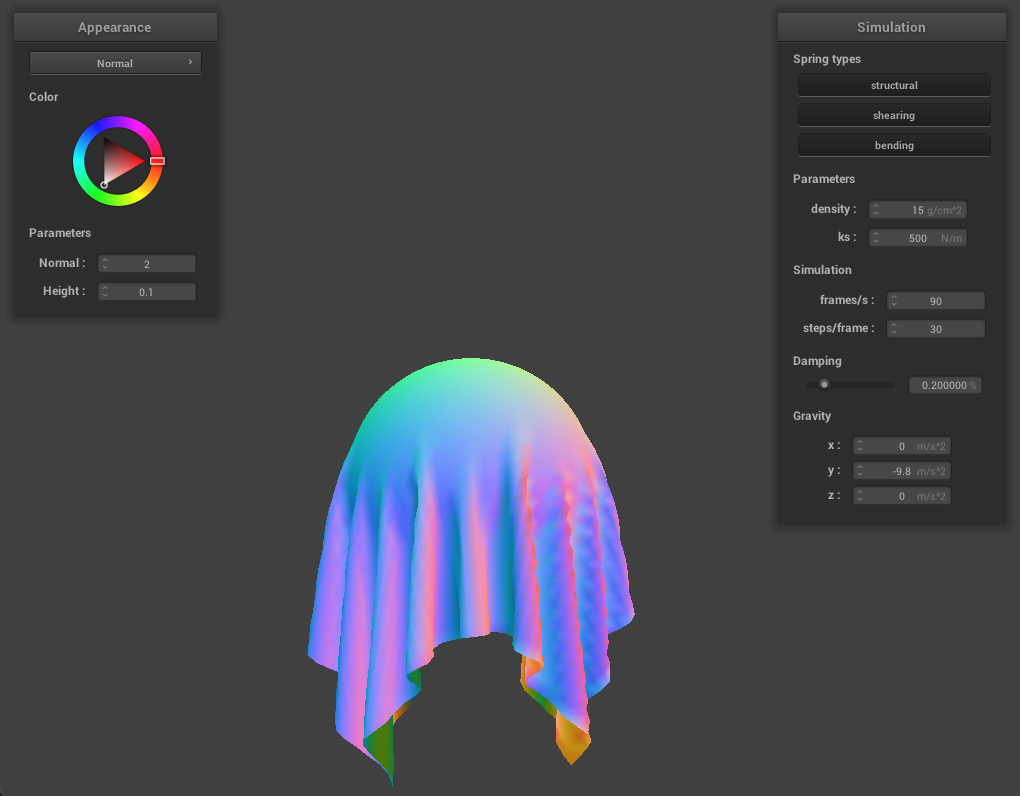 Appearance
Normal
Color
Parameters
Normal : 2
Height : 0.1
Simulation
Spring types
structural
shearing
bending
Parameters
density : 15 g/cm^2
ks : 500 N/m
Simulation
frames/s : 90
steps/frame : 30
Damping
0.200000 %
Gravity
x : 0 m/s^2
y : -9.8 m/s^2
z : 0 m/s^2